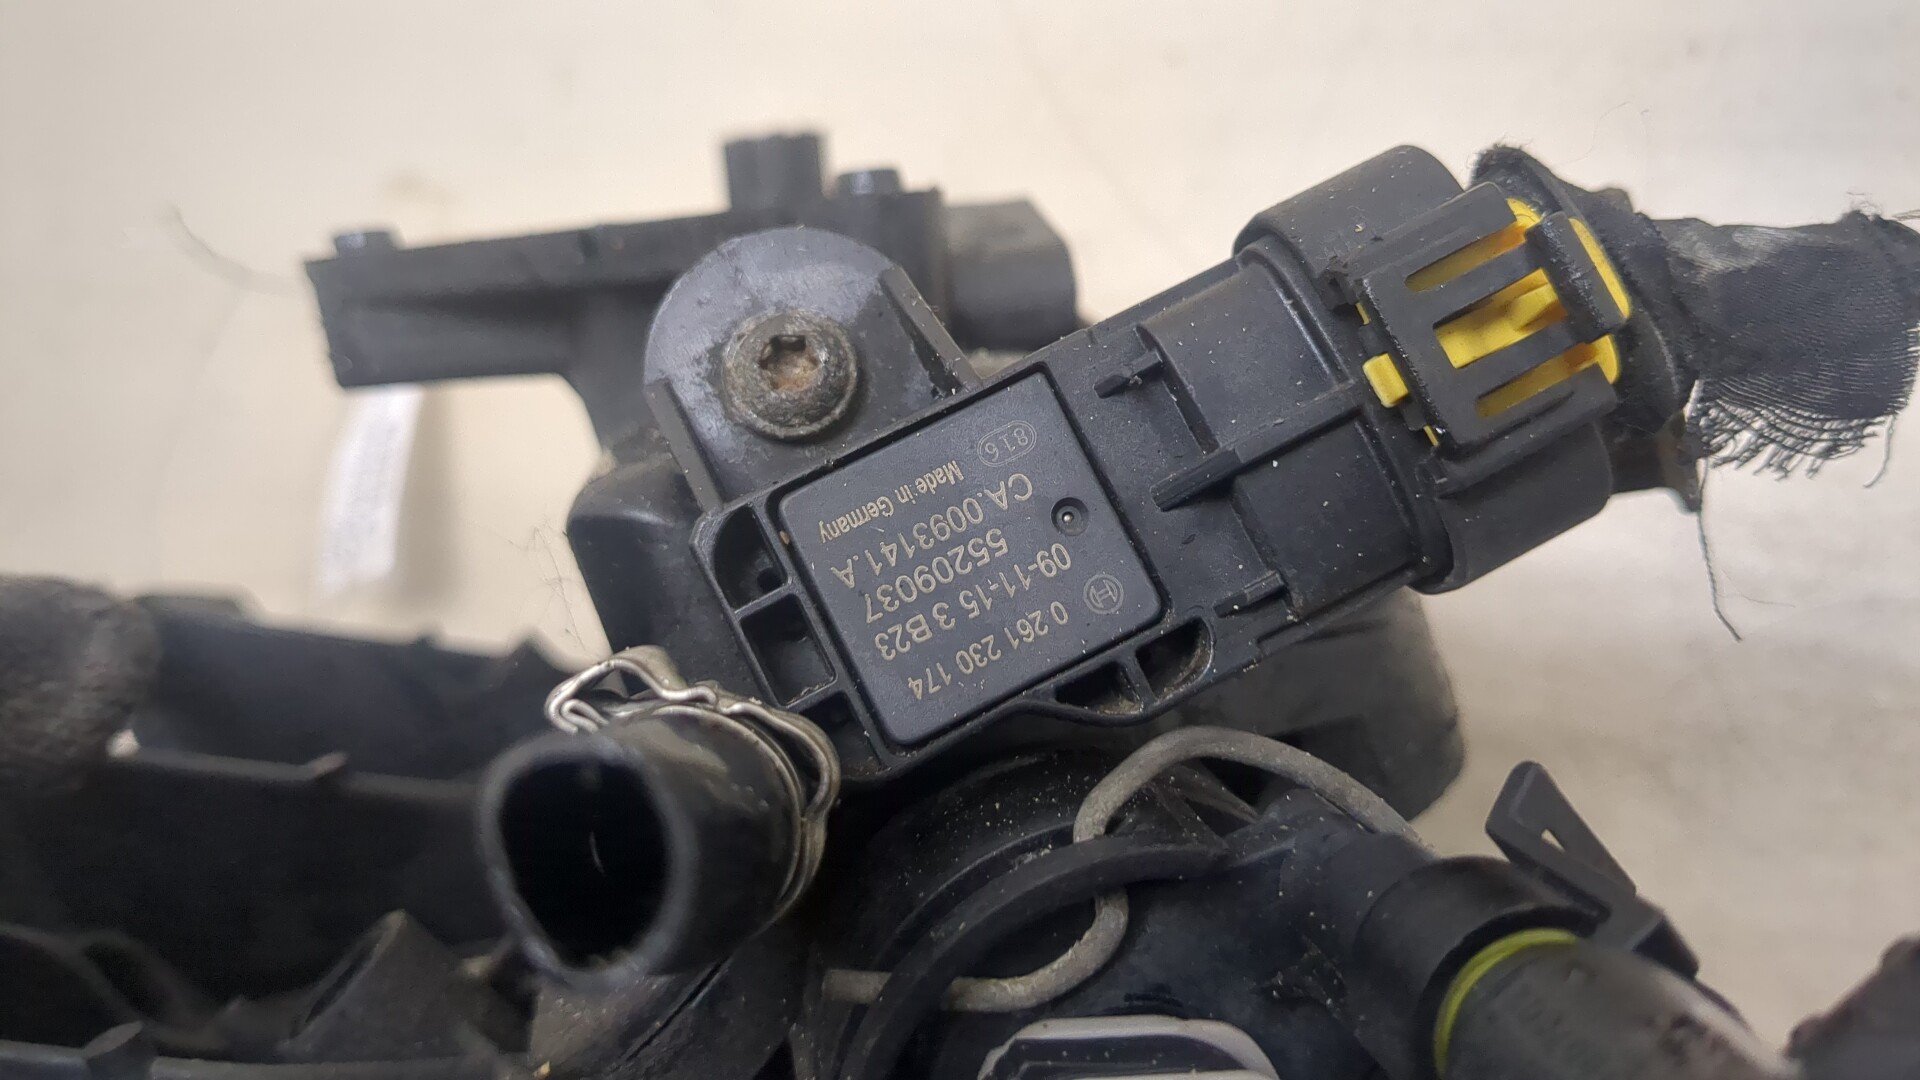 0 261 230 174
09-11-15 3 B23
55209037
CA.0093141.A
Made in Germany
816